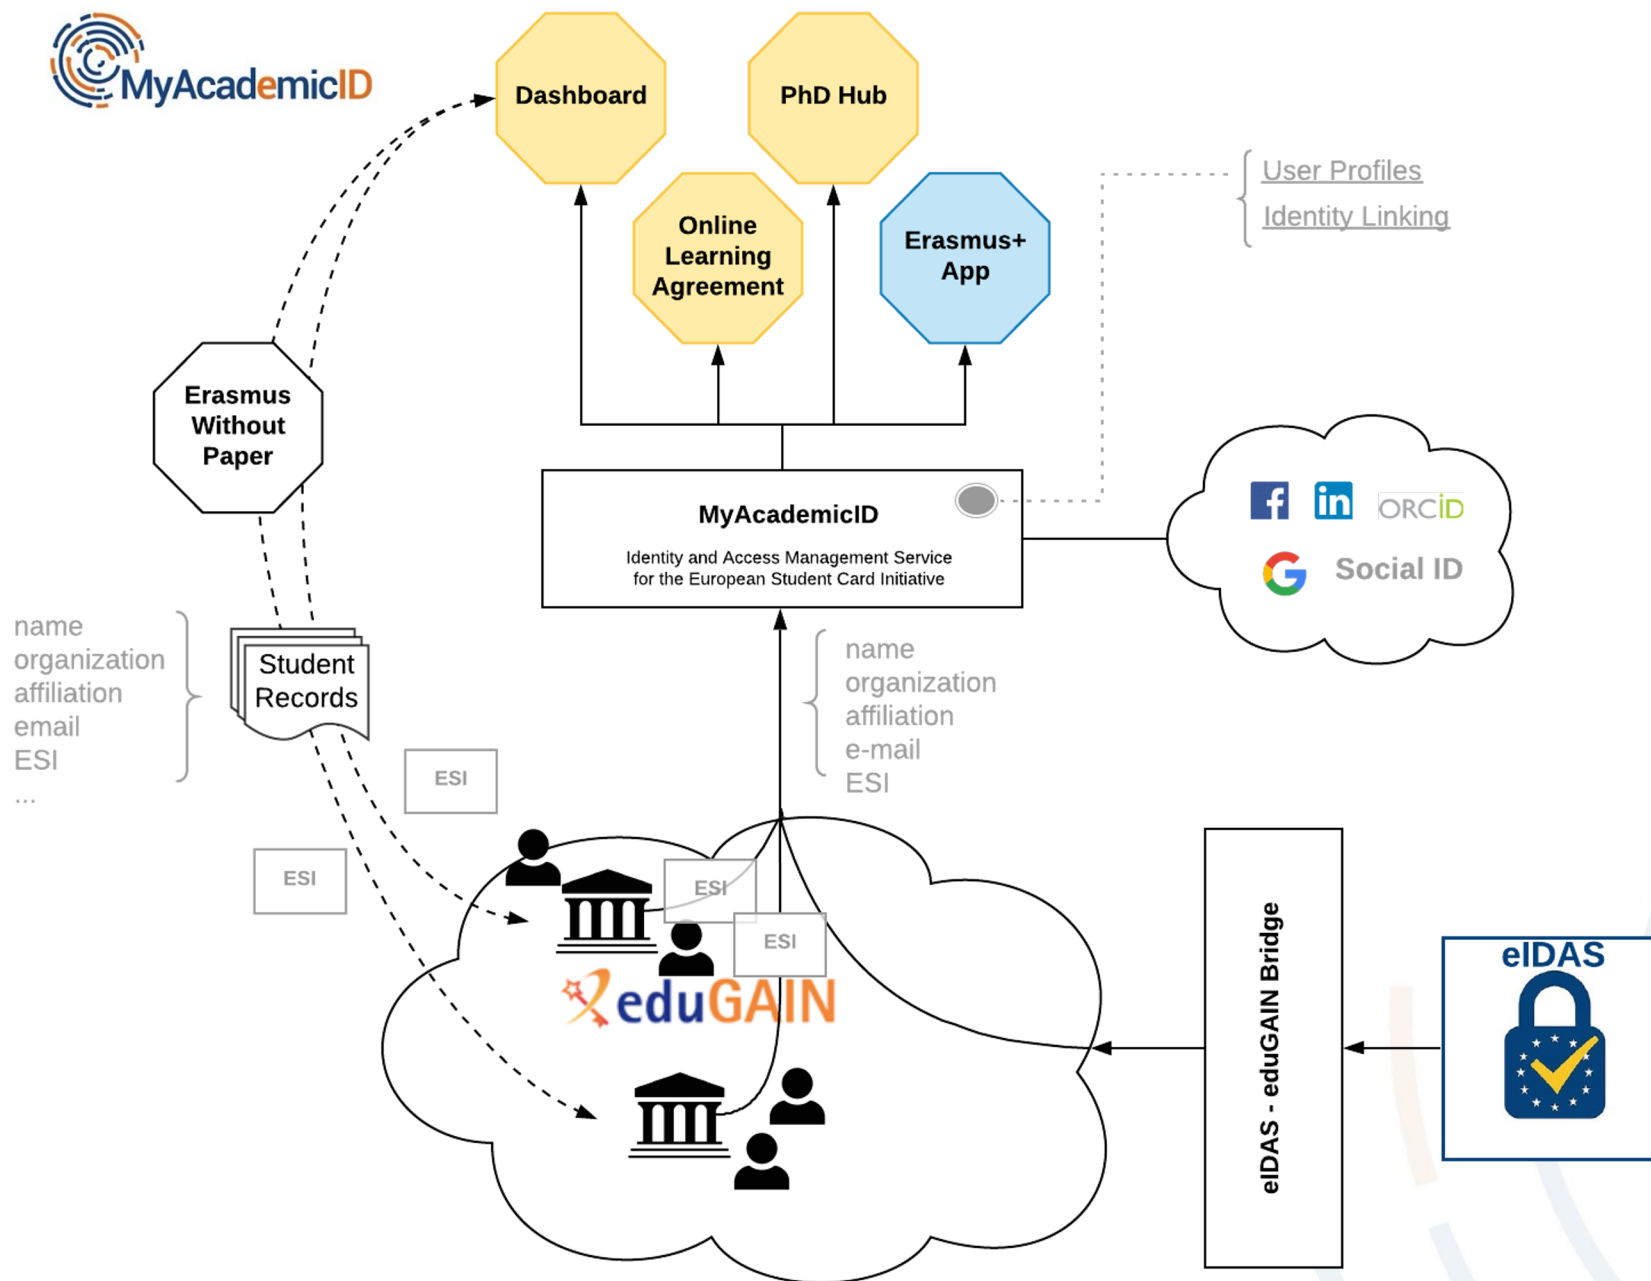 MyAcademicID
Dashboard
PhD Hub
Online
Learning
Agreement
Erasmus+
App
User Profiles
Identity Linking
Erasmus
Without
Paper
MyAcademicID
Identity and Access Management Service
for the European Student Card Initiative
f
in
ORCiD
G
Social ID
name
organization
affiliation
email
ESI
...
Student
Records
name
organization
affiliation
e-mail
ESI
ESI
ESI
ESI
ESI
eduGAIN
eIDAS - eduGAIN Bridge
eIDAS